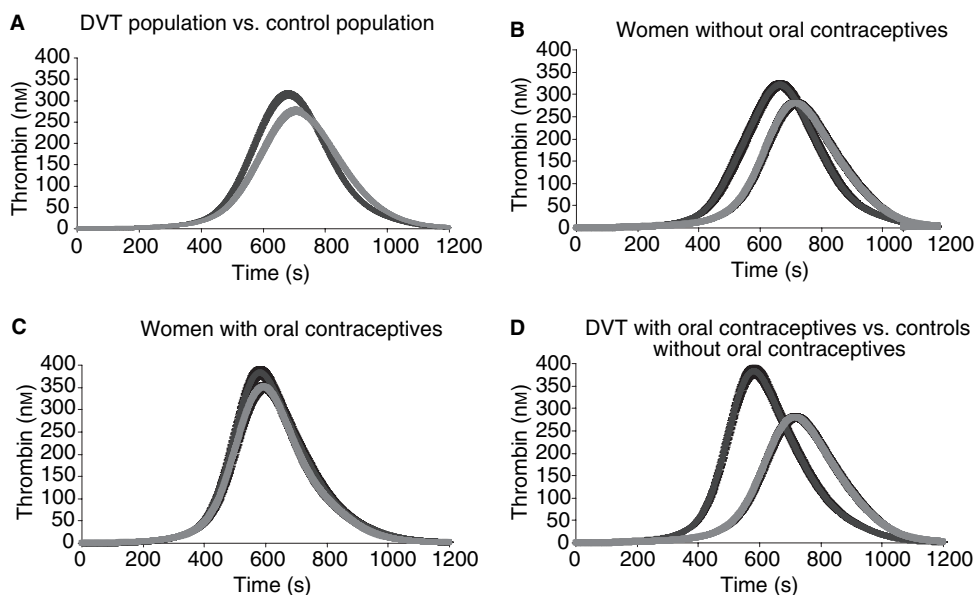 A
DVT population vs. control population
Thrombin (nM)
400
350
300
250
200
150
100
50
0
0 200 400 600 800 1000 1200
Time (s)
B
Women without oral contraceptives
Thrombin (nM)
400
350
300
250
200
150
100
50
0
0 200 400 600 800 1000 1200
Time (s)
C
Women with oral contraceptives
Thrombin (nM)
400
350
300
250
200
150
100
50
0
0 200 400 600 800 1000 1200
Time (s)
D
DVT with oral contraceptives vs. controls
without oral contraceptives
Thrombin (nM)
400
350
300
250
200
150
100
50
0
0 200 400 600 800 1000 1200
Time (s)